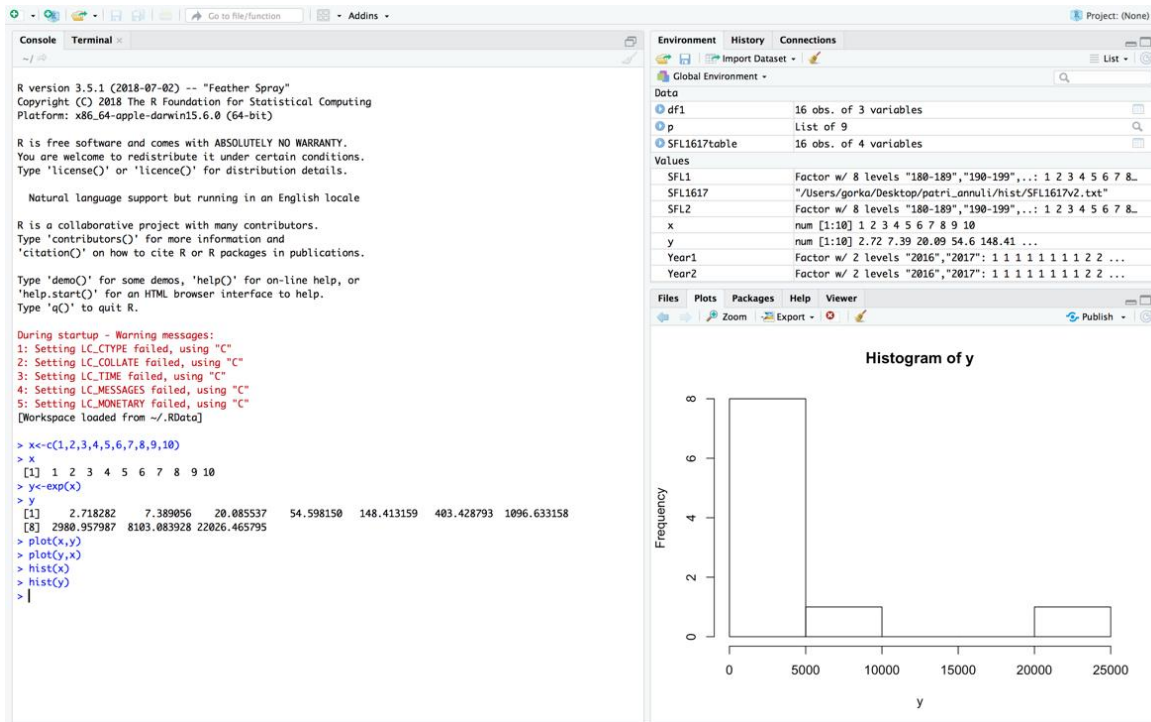 Go to file/function
Addins
Project: (None)
Console Terminal
~/
R version 3.5.1 (2018-07-02) -- "Feather Spray"
Copyright (C) 2018 The R Foundation for Statistical Computing
Platform: x86_64-apple-darwin15.6.0 (64-bit)
R is free software and comes with ABSOLUTELY NO WARRANTY.
You are welcome to redistribute it under certain conditions.
Type 'license()' or 'licence()' for distribution details.
Natural language support but running in an English locale
R is a collaborative project with many contributors.
Type 'contributors()' for more information and
'citation()' on how to cite R or R packages in publications.
Type 'demo()' for some demos, 'help()' for on-line help, or
'help.start()' for an HTML browser interface to help.
Type 'q()' to quit R.
During startup - Warning messages:
1: Setting LC_CTYPE failed, using "C"
2: Setting LC_COLLATE failed, using "C"
3: Setting LC_TIME failed, using "C"
4: Setting LC_MESSAGES failed, using "C"
5: Setting LC_MONETARY failed, using "C"
[Workspace loaded from ~/.RData]
> x<-c(1,2,3,4,5,6,7,8,9,10)
> x
[1] 1 2 3 4 5 6 7 8 9 10
> y<-exp(x)
> y
[1] 2.718282 7.389056 20.085537 54.598150 148.413159 403.428793 1096.633158
[8] 2980.957987 8103.083928 22026.465795
> plot(x,y)
> plot(y,x)
> hist(x)
> hist(y)
>
Environment History Connections
Import Dataset
List
Global Environment
Data
df1 16 obs. of 3 variables
p List of 9
SFL1617table 16 obs. of 4 variables
Values
SFL1 Factor w/ 8 levels "180-189","190-199",..: 1 2 3 4 5 6 7 8…
SFL1617 "/Users/gorka/Desktop/patri_annuli/hist/SFL1617v2.txt"
SFL2 Factor w/ 8 levels "180-189","190-199",..: 1 2 3 4 5 6 7 8…
x num [1:10] 1 2 3 4 5 6 7 8 9 10
y num [1:10] 2.72 7.39 20.09 54.6 148.41 ...
Year1 Factor w/ 2 levels "2016","2017": 1 1 1 1 1 1 1 1 2 2 ...
Year2 Factor w/ 2 levels "2016","2017": 1 1 1 1 1 1 1 1 2 2 ...
Files Plots Packages Help Viewer
Zoom Export Publish
Histogram of y
Frequency
8
6
4
2
0
0 5000 10000 15000 20000 25000
y